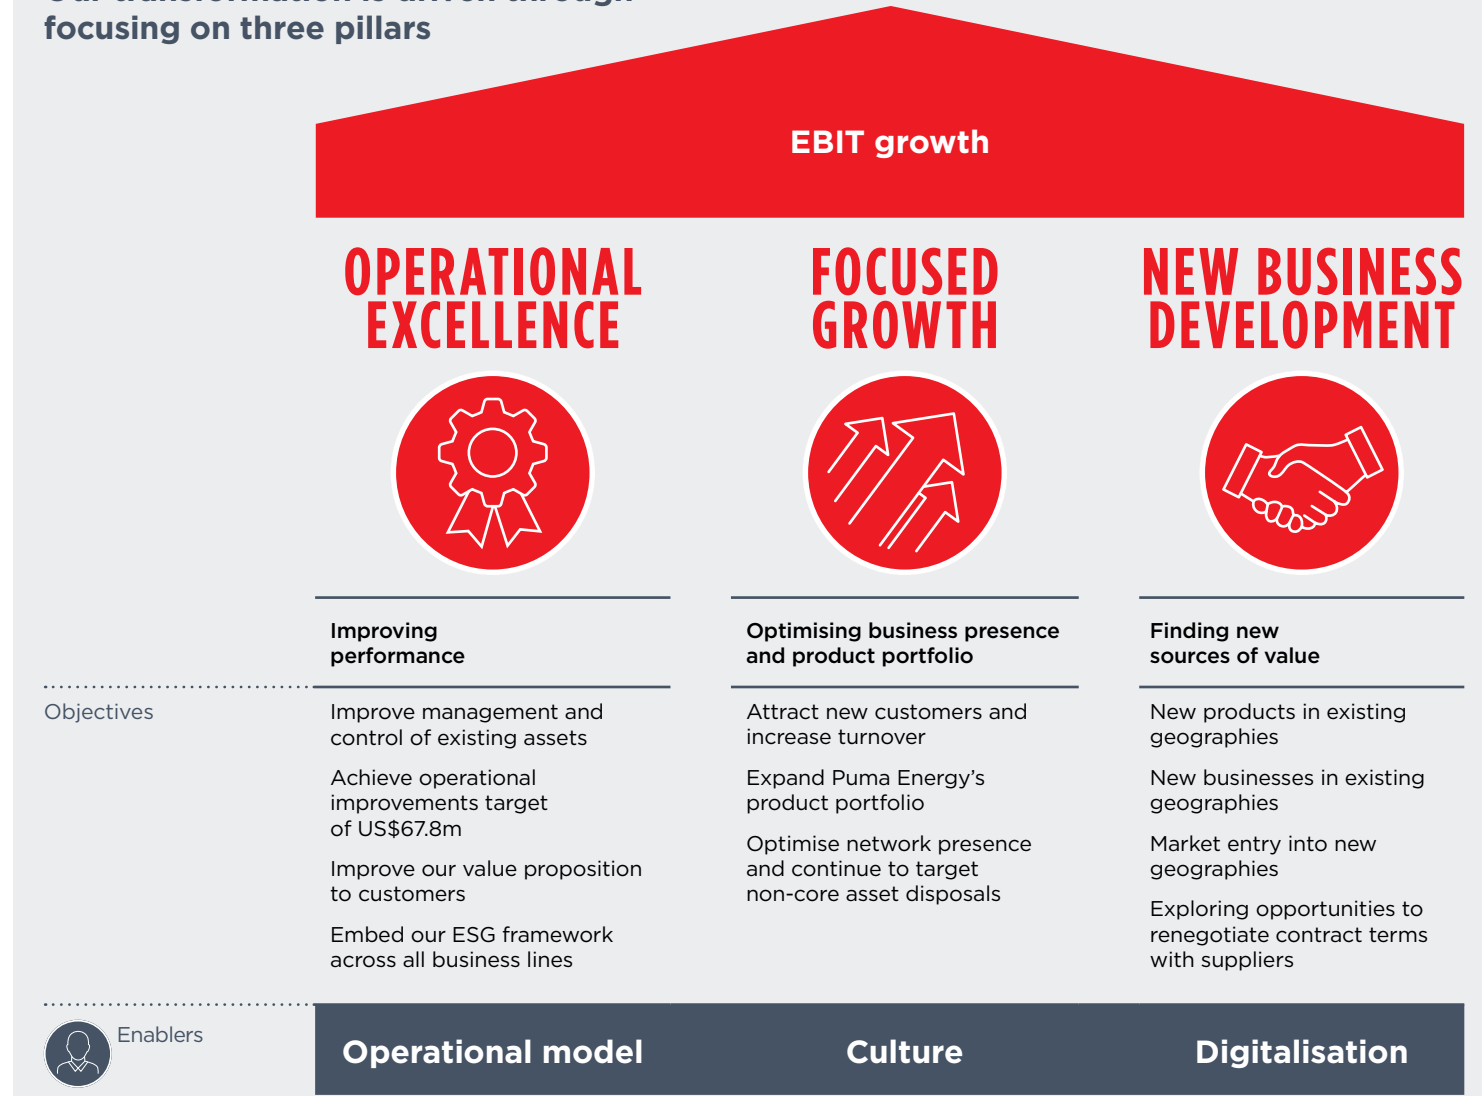 Our transformation is driven through
focusing on three pillars
EBIT growth
OPERATIONAL
EXCELLENCE
FOCUSED
GROWTH
NEW BUSINESS
DEVELOPMENT
Improving
performance
Optimising business presence
and product portfolio
Finding new
sources of value
Objectives
Improve management and
control of existing assets
Achieve operational
improvements target
of US$67.8m
Improve our value proposition
to customers
Embed our ESG framework
across all business lines
Attract new customers and
increase turnover
Expand Puma Energy’s
product portfolio
Optimise network presence
and continue to target
non-core asset disposals
New products in existing
geographies
New businesses in existing
geographies
Market entry into new
geographies
Exploring opportunities to
renegotiate contract terms
with suppliers
Enablers
Operational model
Culture
Digitalisation